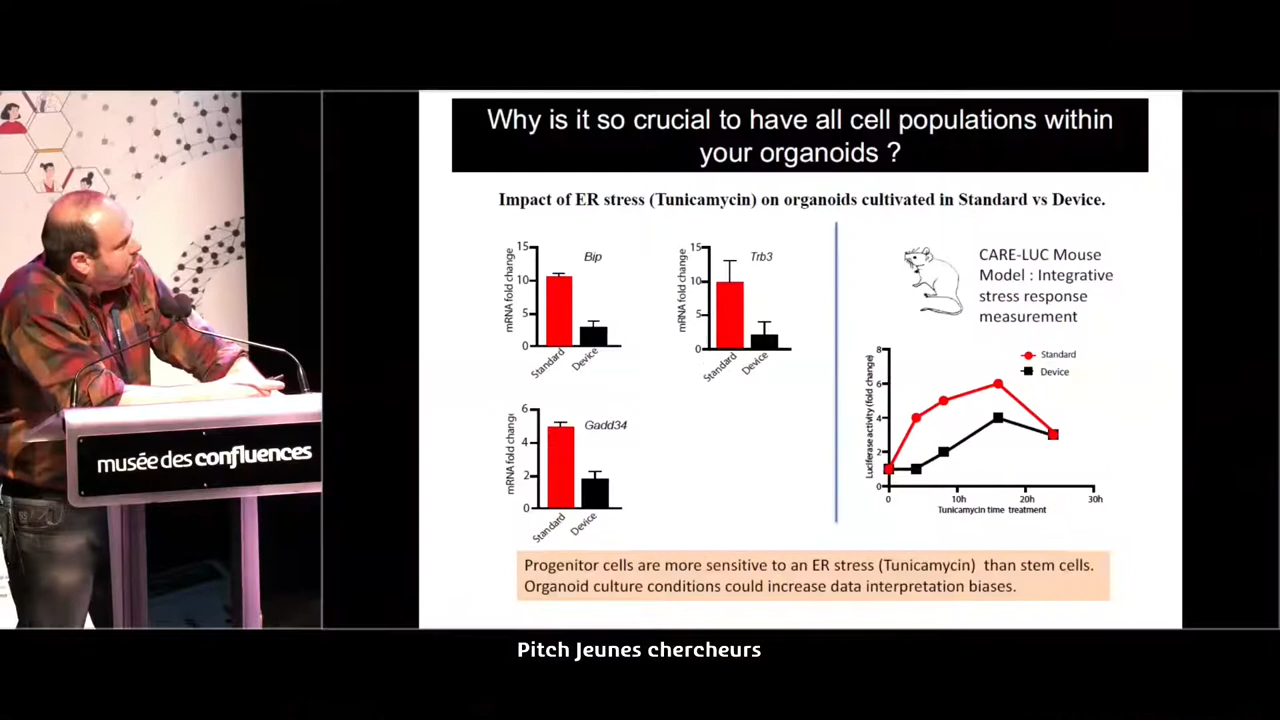 Why is it so crucial to have all cell populations within
your organoids ?
Impact of ER stress (Tunicamycin) on organoids cultivated in Standard vs Device.
mRNA fold change
15
10
5
0
Bip
Standard
Device
mRNA fold change
15
10
5
0
Trb3
Standard
Device
mRNA fold chang
6
4
2
0
Gadd34
Standard
Device
CARE-LUC Mouse
Model : Integrative
stress response
measurement
Luciferase activity (fold change)
8
6
4
2
0
Standard
Device
0
10h
20h
30h
Tunicamycin time treatment
Progenitor cells are more sensitive to an ER stress (Tunicamycin) than stem cells.
Organoid culture conditions could increase data interpretation biases.
musée des confluences
Pitch Jeunes chercheurs